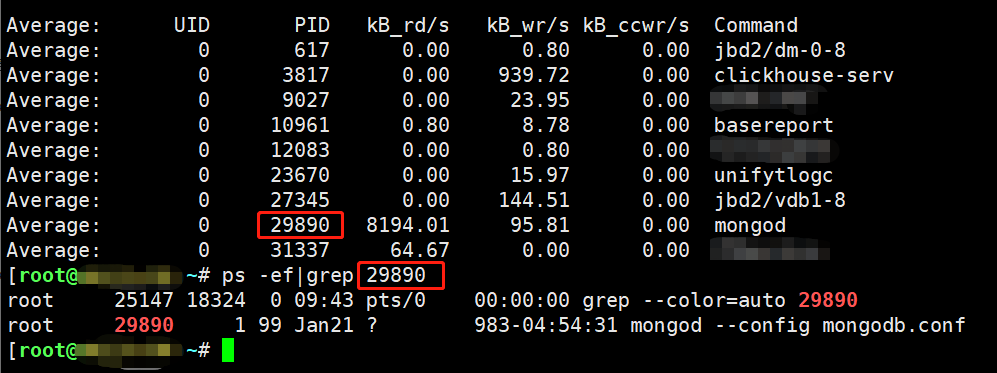 Average:      UID       PID   kB_rd/s   kB_wr/s kB_ccwr/s  Command
Average:        0       617      0.00      0.80      0.00  jbd2/dm-0-8
Average:        0      3817      0.00    939.72      0.00  clickhouse-serv
Average:        0      9027      0.00     23.95      0.00
Average:        0     10961      0.80      8.78      0.00  basereport
Average:        0     12083      0.00      0.80      0.00
Average:        0     23670      0.00     15.97      0.00  unifytlogc
Average:        0     27345      0.00    144.51      0.00  jbd2/vdb1-8
Average:        0     29890   8194.01     95.81      0.00  mongod
Average:        0     31337     64.67      0.00      0.00
[root@ ~# ps -ef|grep 29890
root     25147 18324  0 09:43 pts/0    00:00:00 grep --color=auto 29890
root     29890     1 99 Jan21 ?        983-04:54:31 mongod --config mongodb.conf
[root@ ~#